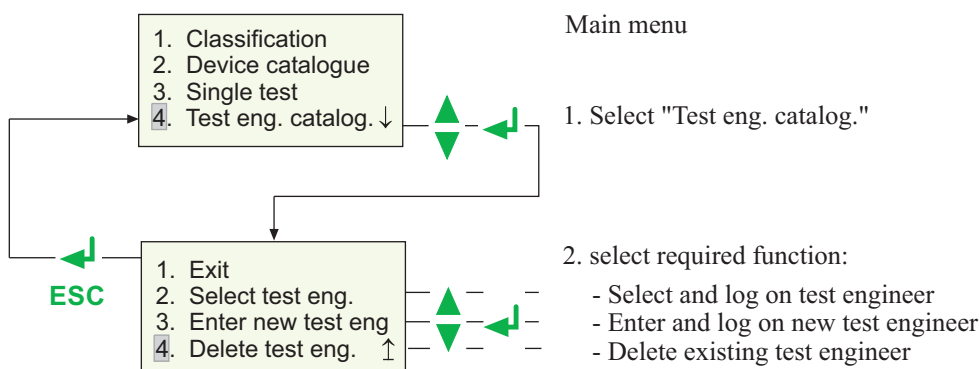 Main menu
1. Classification
2. Device catalogue
3. Single test
4. Test eng. catalog. ↓
1. Select "Test eng. catalog."
ESC
1. Exit
2. Select test eng.
3. Enter new test eng
4. Delete test eng. ↥
2. select required function:
- Select and log on test engineer
- Enter and log on new test engineer
- Delete existing test engineer